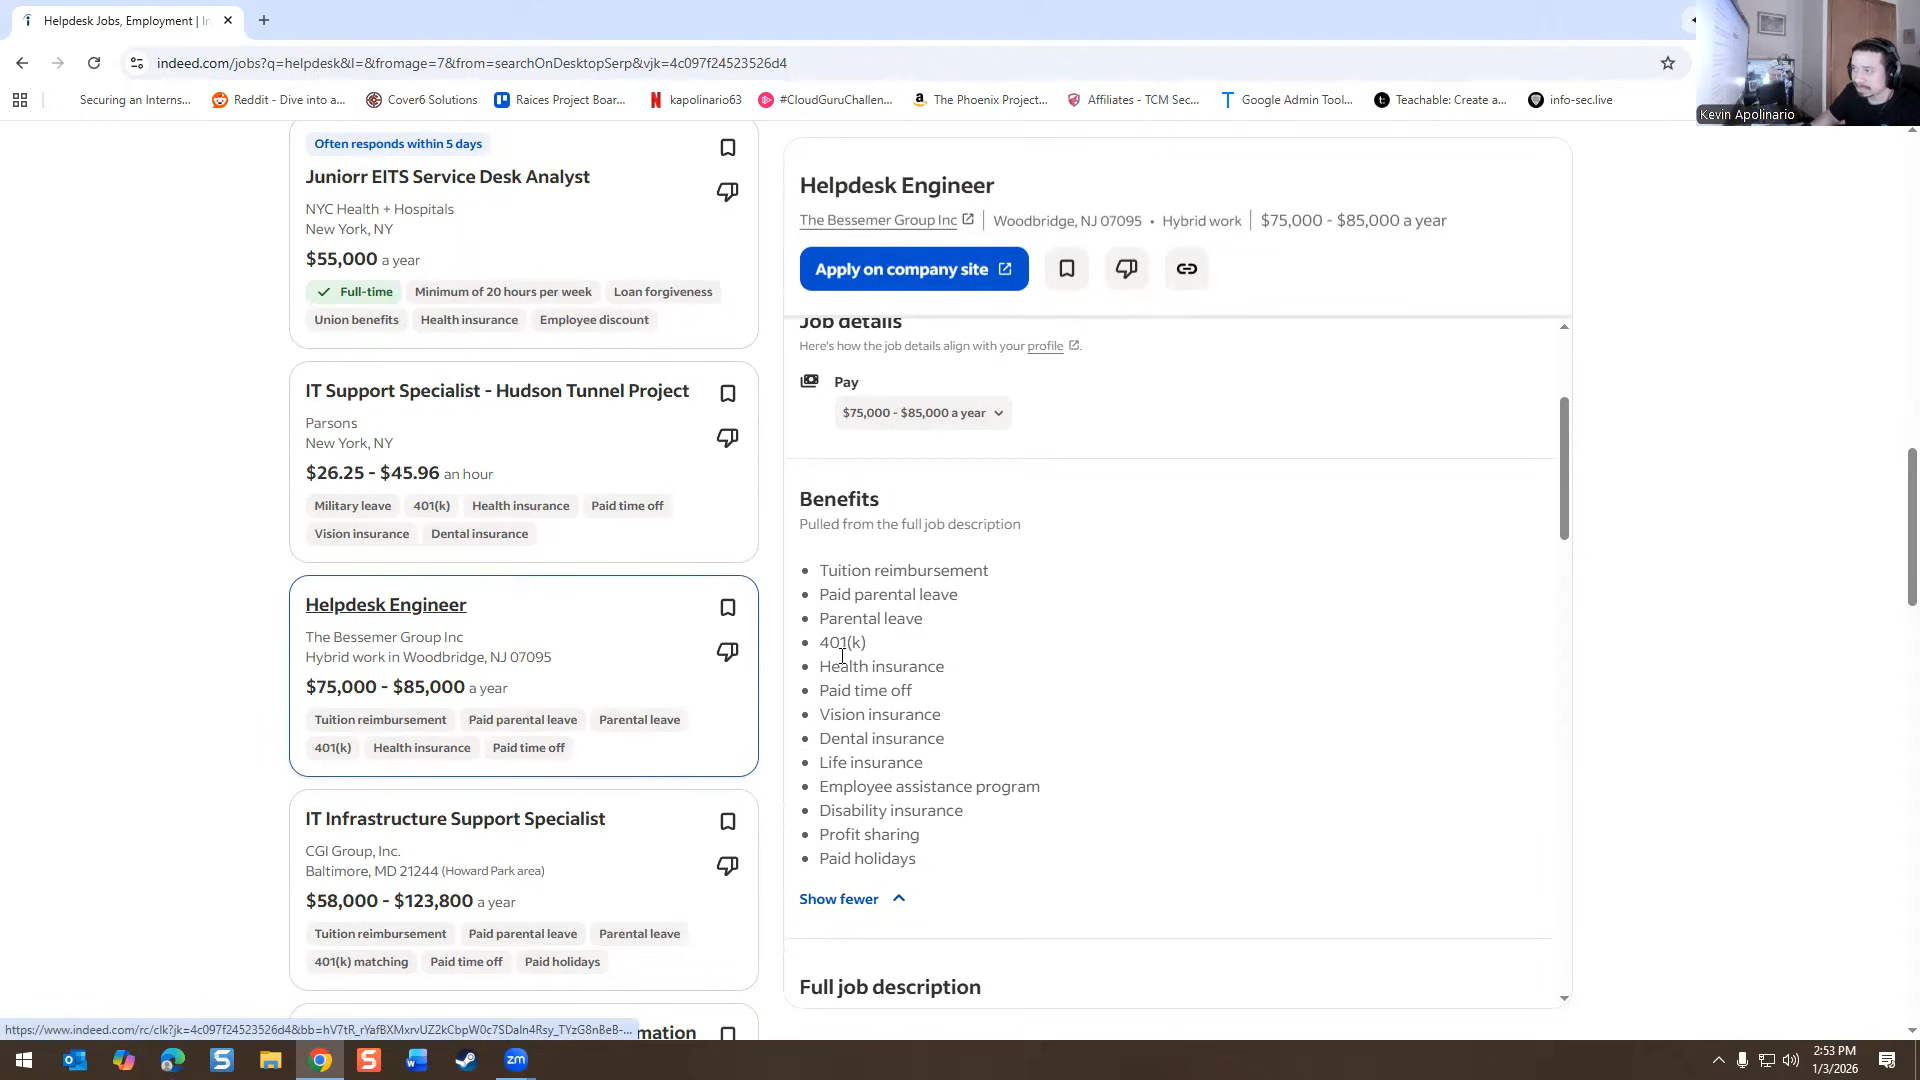 Helpdesk Jobs, Employment | In
indeed.com/jobs?q=helpdesk&l=&fromage=7&from=searchOnDesktopSerp&vjk=4c097f24523526d4
Securing an Interns...
Reddit - Dive into a...
Cover6 Solutions
Raices Project Boar...
kapolinario63
#CloudGuruChallen...
The Phoenix Project...
Affiliates - TCM Sec...
Google Admin Tool...
Teachable: Create a...
info-sec.live
Kevin Apolinario
Often responds within 5 days
Juniorr EITS Service Desk Analyst
NYC Health + Hospitals
New York, NY
$55,000 a year
Full-time Minimum of 20 hours per week Loan forgiveness
Union benefits Health insurance Employee discount
IT Support Specialist - Hudson Tunnel Project
Parsons
New York, NY
$26.25 - $45.96 an hour
Military leave 401(k) Health insurance Paid time off
Vision insurance Dental insurance
Helpdesk Engineer
The Bessemer Group Inc
Hybrid work in Woodbridge, NJ 07095
$75,000 - $85,000 a year
Tuition reimbursement Paid parental leave Parental leave
401(k) Health insurance Paid time off
IT Infrastructure Support Specialist
CGI Group, Inc.
Baltimore, MD 21244 (Howard Park area)
$58,000 - $123,800 a year
Tuition reimbursement Paid parental leave Parental leave
401(k) matching Paid time off Paid holidays
mation
Helpdesk Engineer
The Bessemer Group Inc Woodbridge, NJ 07095 • Hybrid work $75,000 - $85,000 a year
Apply on company site
Job details
Here's how the job details align with your profile.
Pay
$75,000 - $85,000 a year
Benefits
Pulled from the full job description
• Tuition reimbursement
• Paid parental leave
• Parental leave
• 401(k)
• Health insurance
• Paid time off
• Vision insurance
• Dental insurance
• Life insurance
• Employee assistance program
• Disability insurance
• Profit sharing
• Paid holidays
Show fewer
Full job description
zm
2:53 PM
1/3/2026